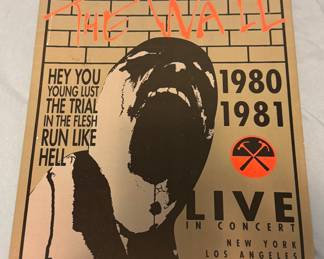 THE WALL
HEY YOU
YOUNG LUST
THE TRIAL
IN THE FLESH
RUN LIKE
HELL
1980
1981
LIVE
IN CONCERT
NEW YORK
LOS ANGELES